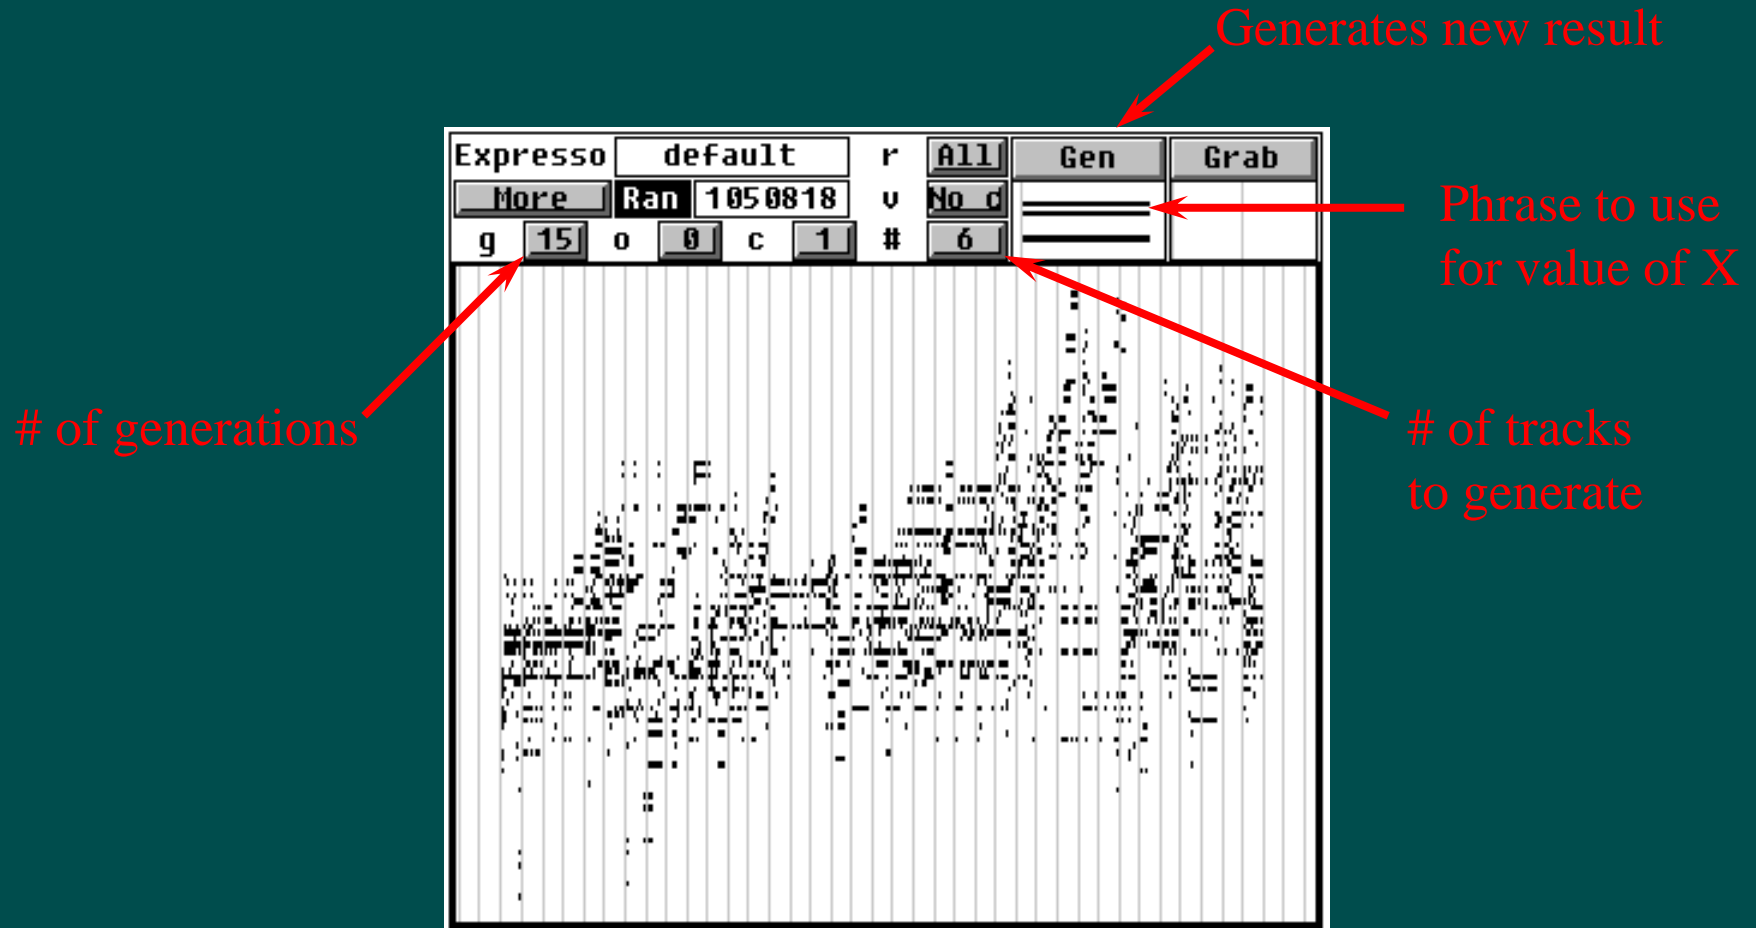 Generates new result
Expresso default r All Gen Grab
More Ran 1050818 v No c
g 15 o 0 c 1 # 6
Phrase to use
for value of X
# of generations
# of tracks
to generate